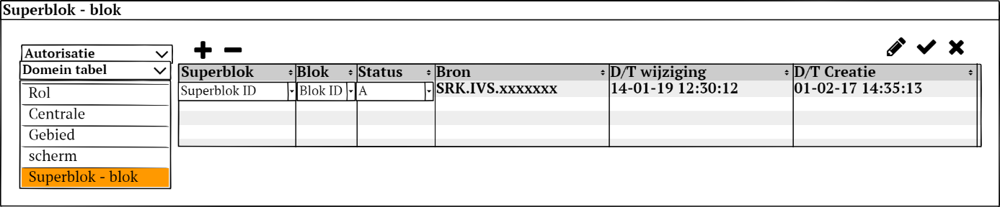 Superblok - blok
Autorisatie
Domein tabel
Rol
Centrale
Gebied
scherm
Superblok - blok
Superblok Blok Status Bron D/T wijziging D/T Creatie
Superblok ID Blok ID A SRK.IVS.xxxxxxx 14-01-19 12:30:12 01-02-17 14:35:13